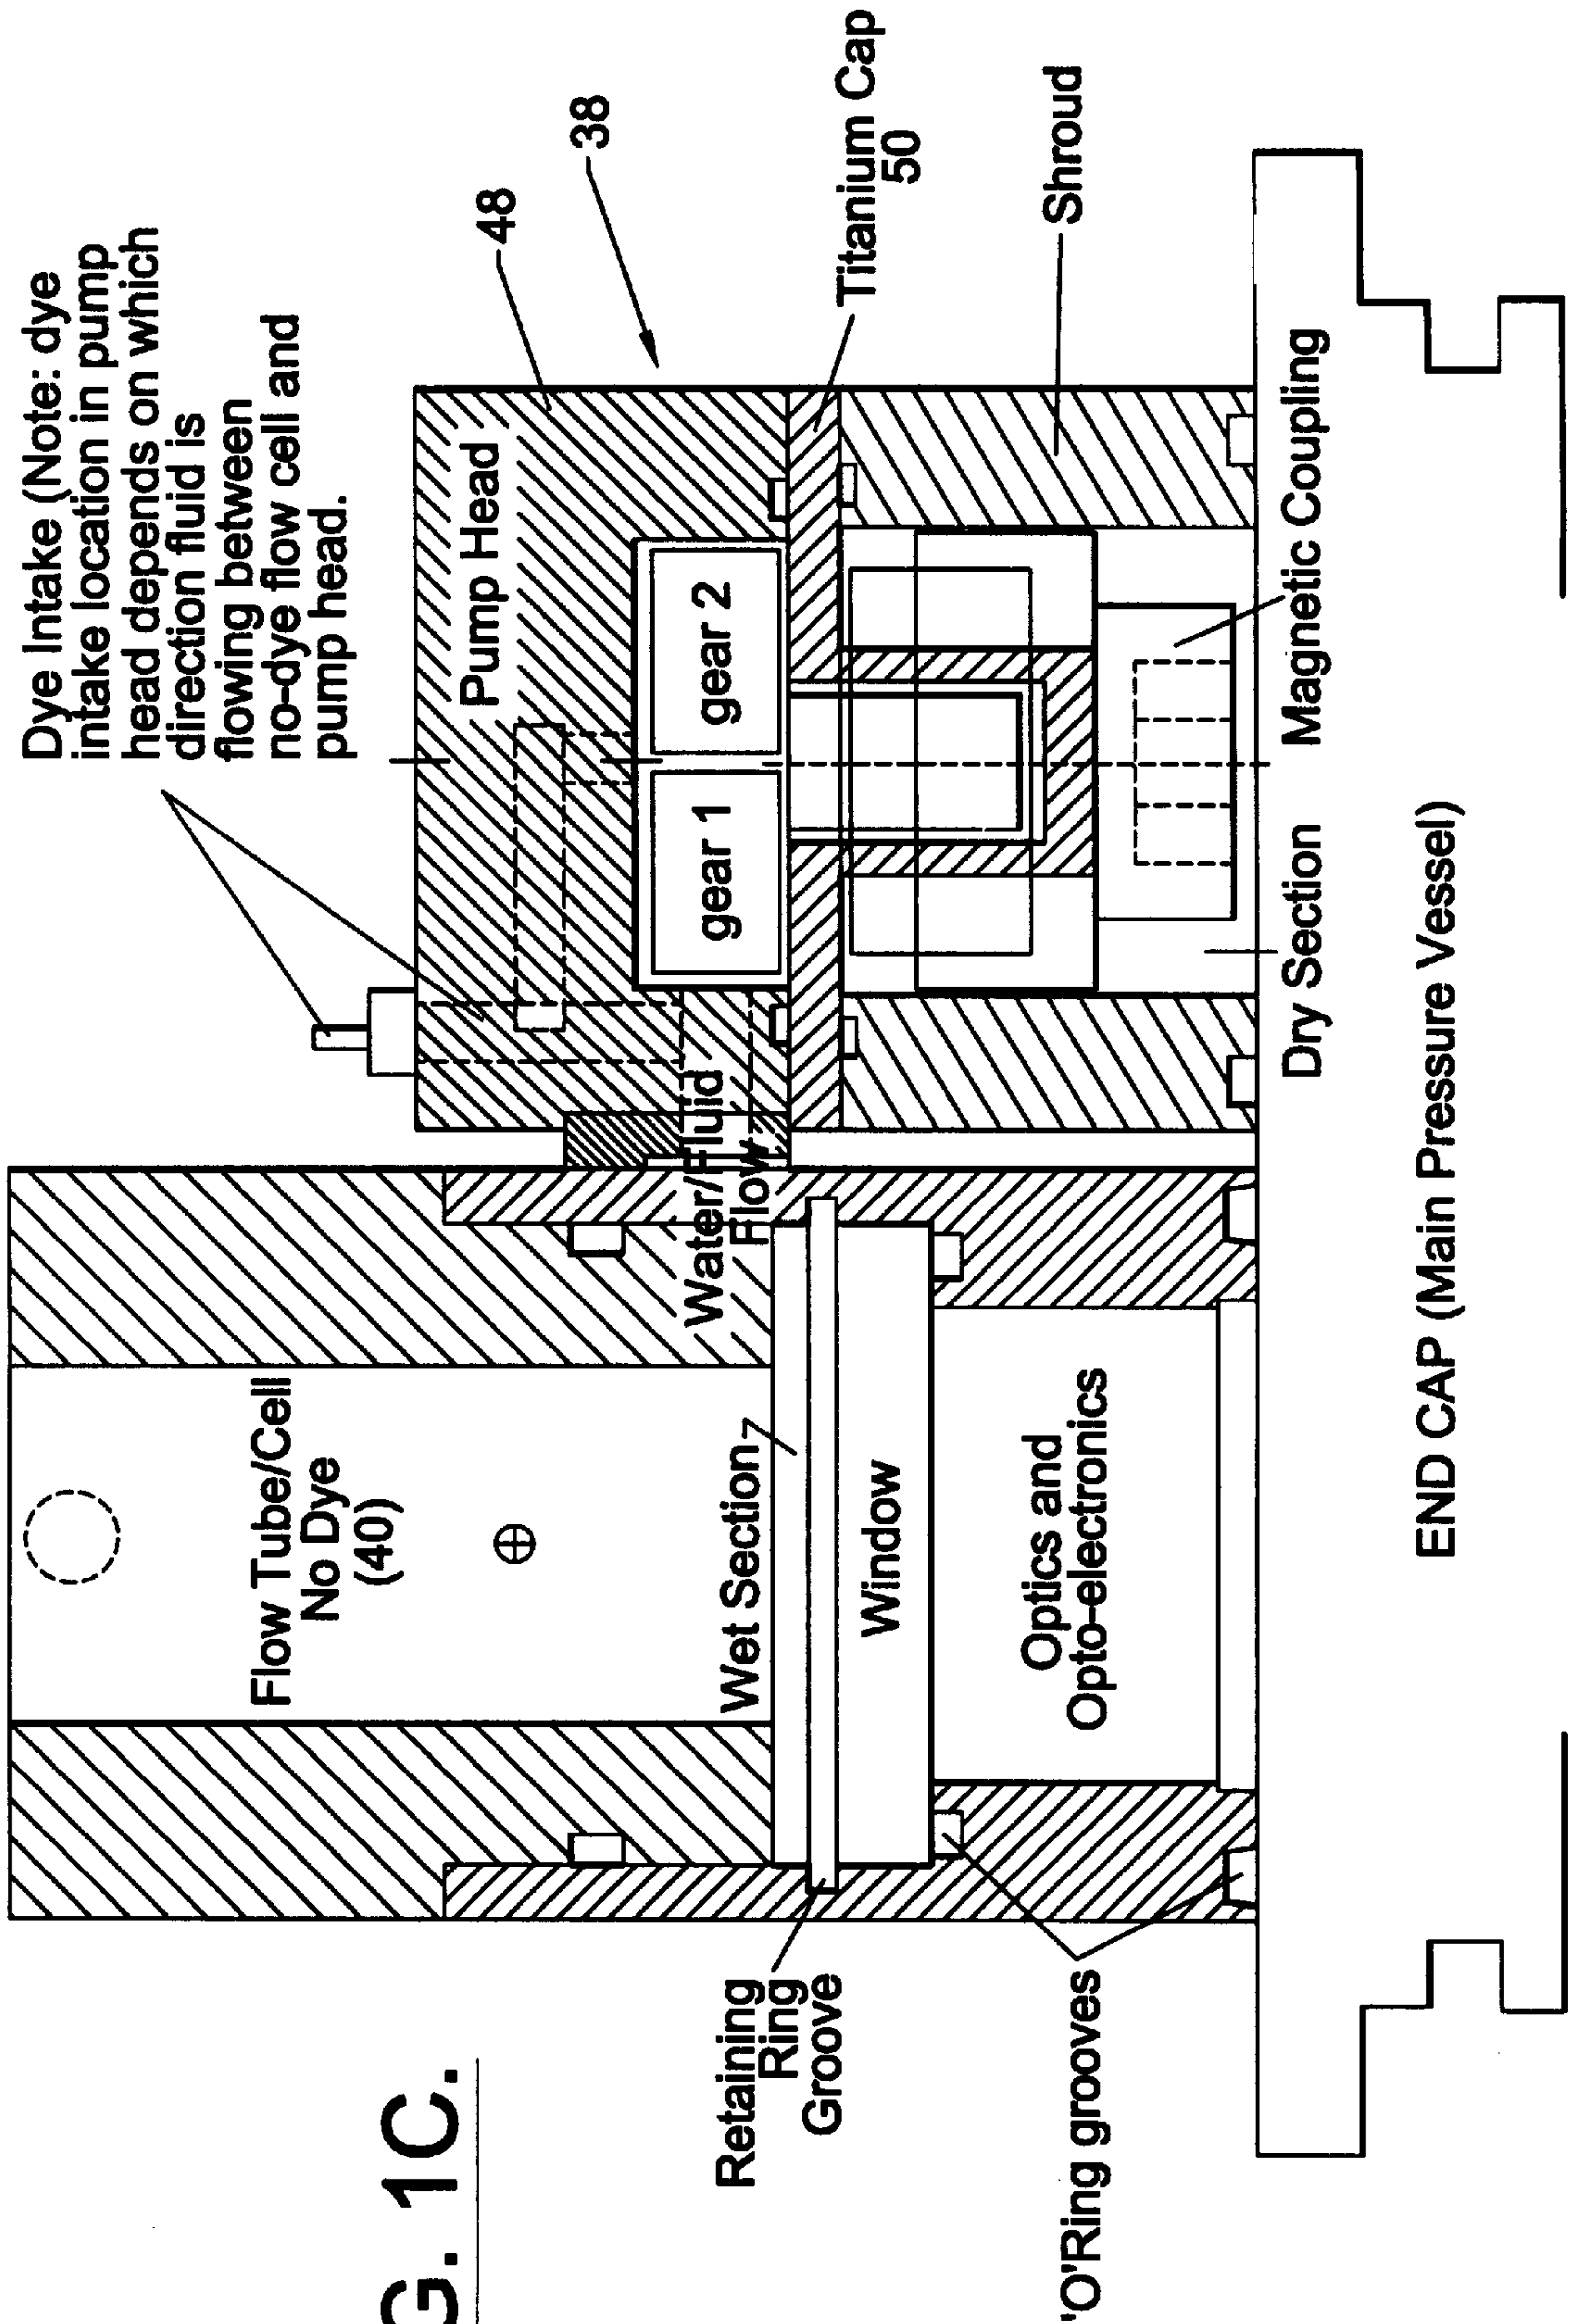 G. 1C.
Dye Intake (Note: dye
intake location in pump
head depends on which
direction fluid is
flowing between
no-dye flow cell and
pump head.
48
38
Flow Tube/Cell
No Dye
(40)
Pump Head
gear 1
gear 2
Water/Fluid
Flow
Titanium Cap
50
Wet Section
Retaining
Ring
Groove
Window
Shroud
Optics and
Opto-electronics
'O'Ring grooves
Dry Section
Magnetic Coupling
END CAP (Main Pressure Vessel)